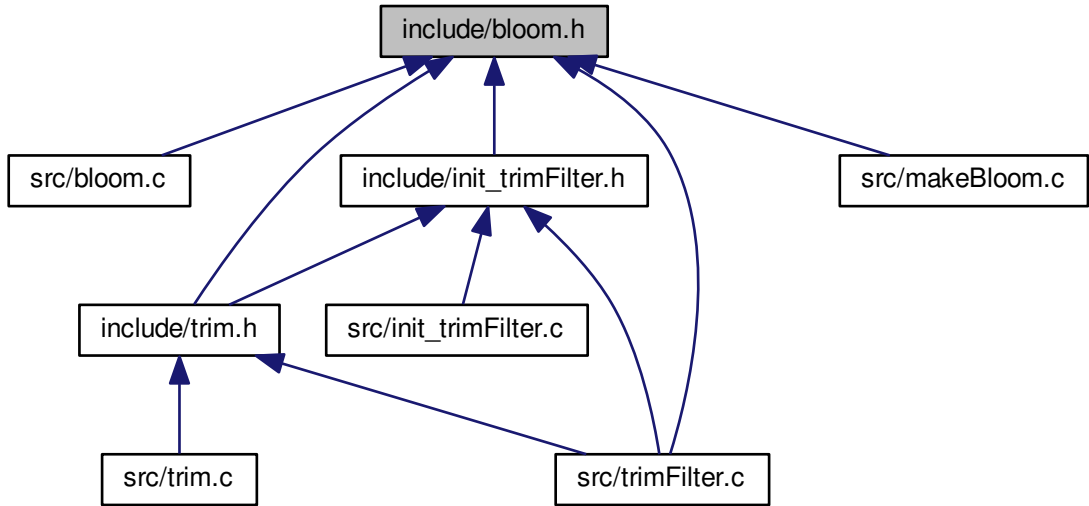 include/bloom.h
src/bloom.c
include/init_trimFilter.h
src/makeBloom.c
include/trim.h
src/init_trimFilter.c
src/trim.c
src/trimFilter.c